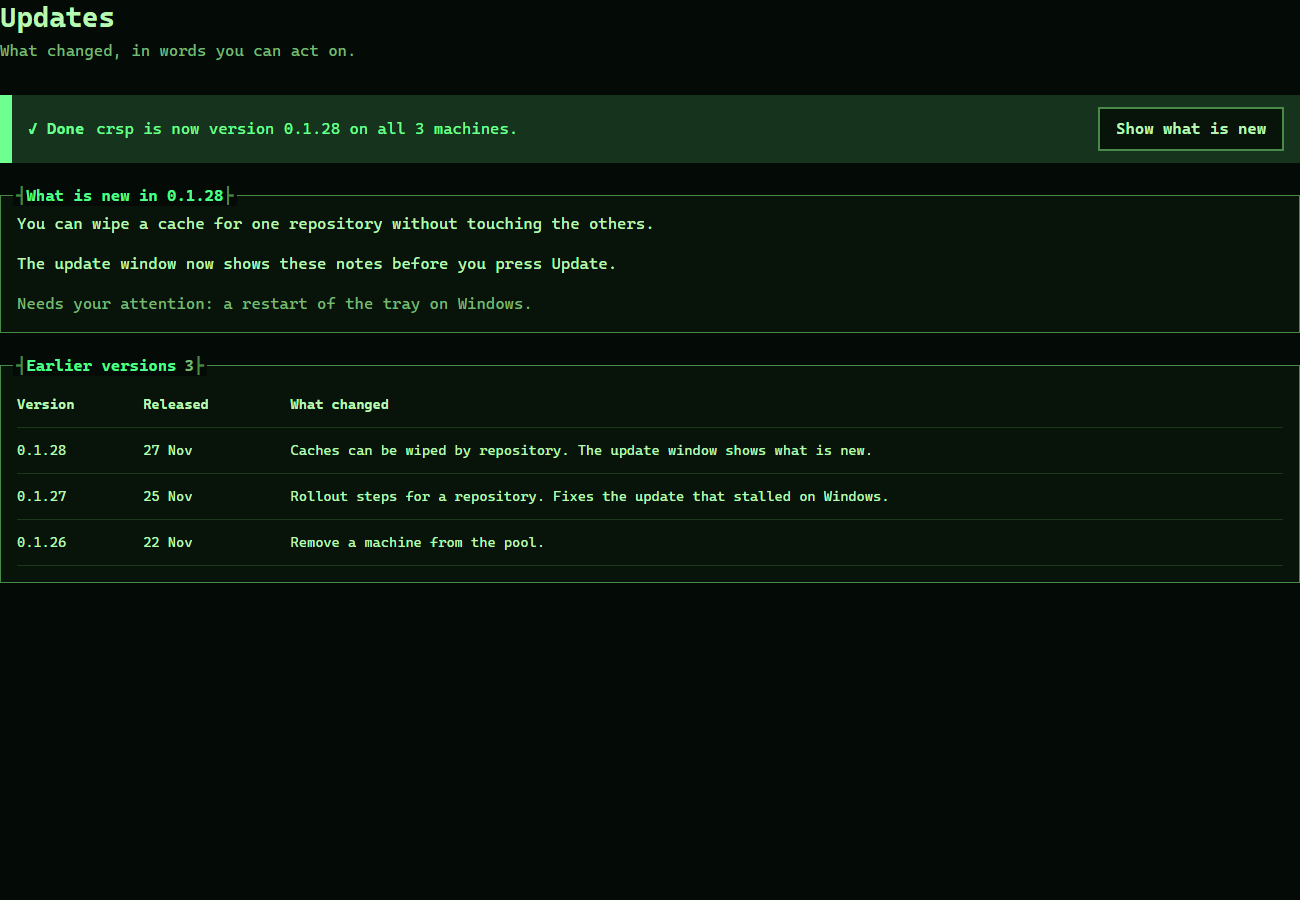 Updates
What changed, in words you can act on.
✓ Done crsp is now version 0.1.28 on all 3 machines.
Show what is new
What is new in 0.1.28
You can wipe a cache for one repository without touching the others.
The update window now shows these notes before you press Update.
Needs your attention: a restart of the tray on Windows.
Earlier versions 3
Version Released What changed
0.1.28 27 Nov Caches can be wiped by repository. The update window shows what is new.
0.1.27 25 Nov Rollout steps for a repository. Fixes the update that stalled on Windows.
0.1.26 22 Nov Remove a machine from the pool.